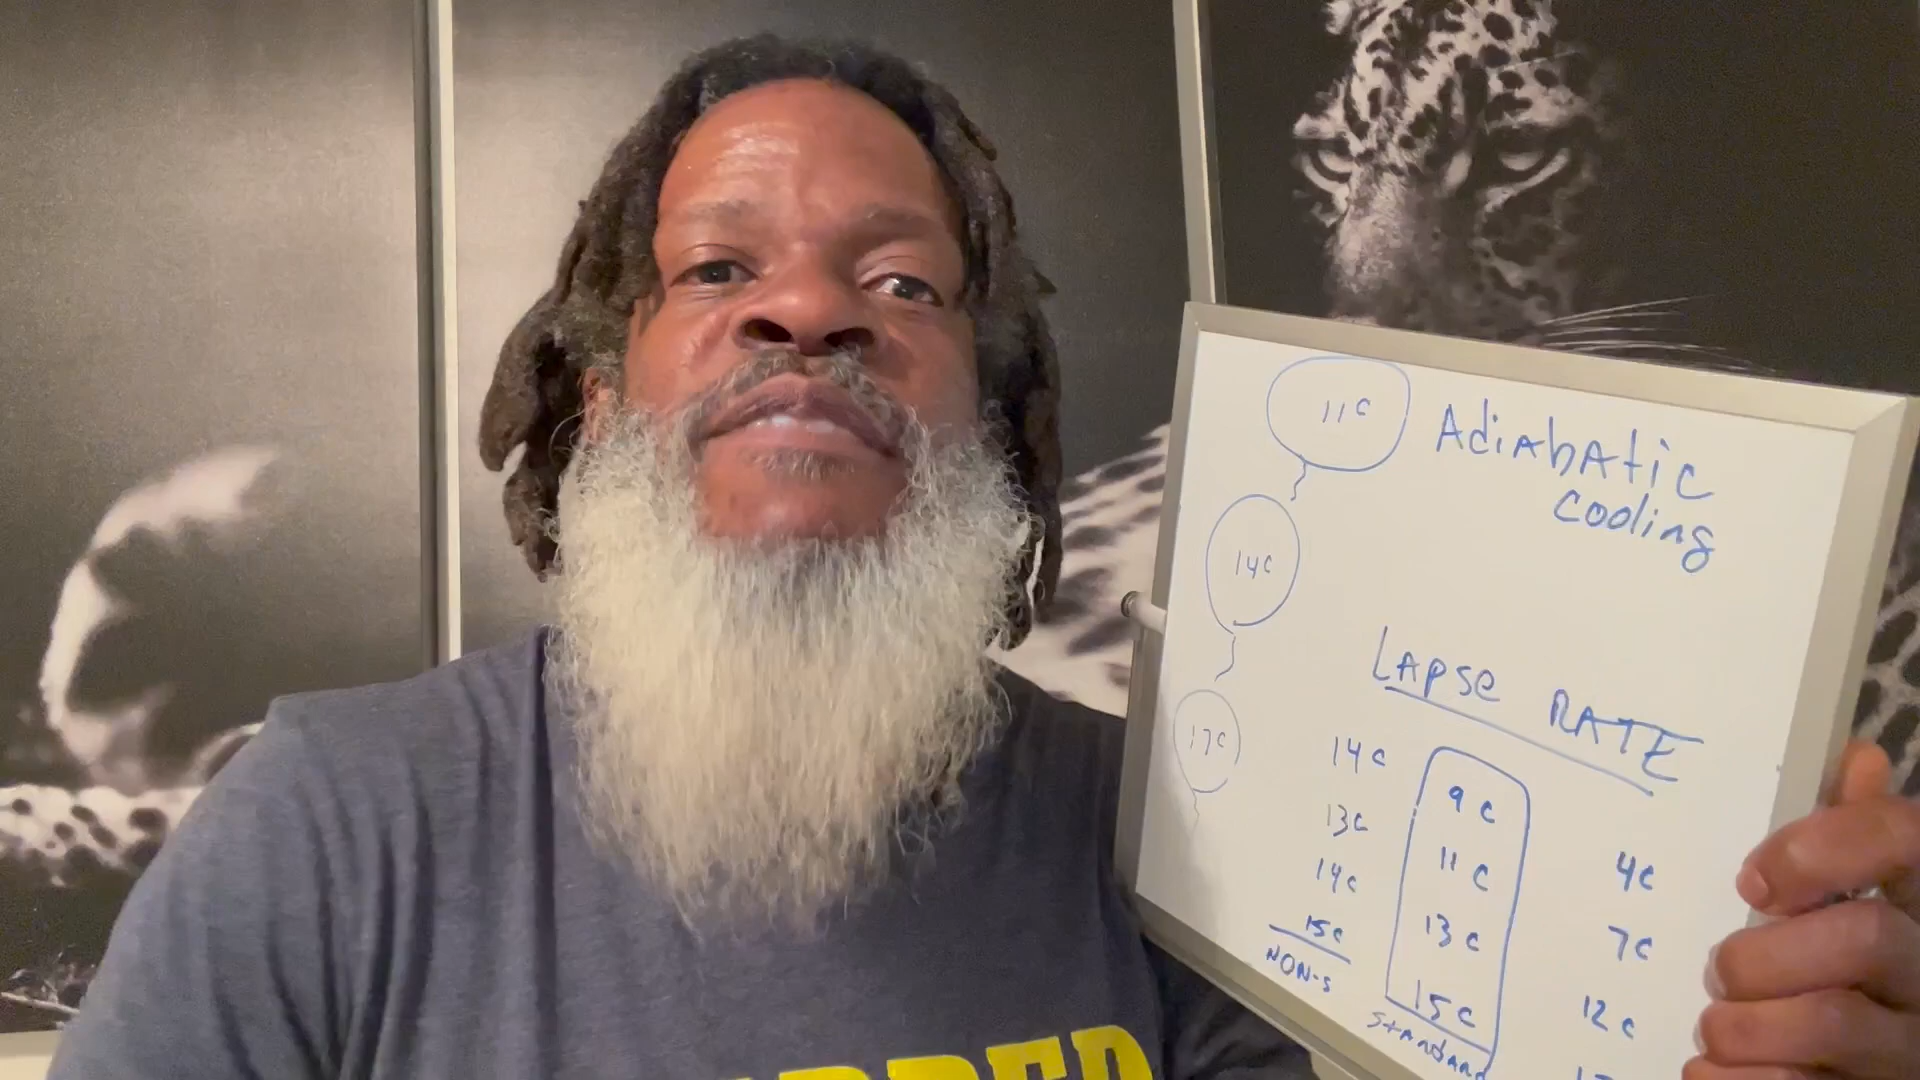 11c
Adiabatic
cooling
14c
LAPSE RATE
17c
14c
9c
13c
11c
4c
14c
13c
7c
15c
15c
12c
NON-S
Standard